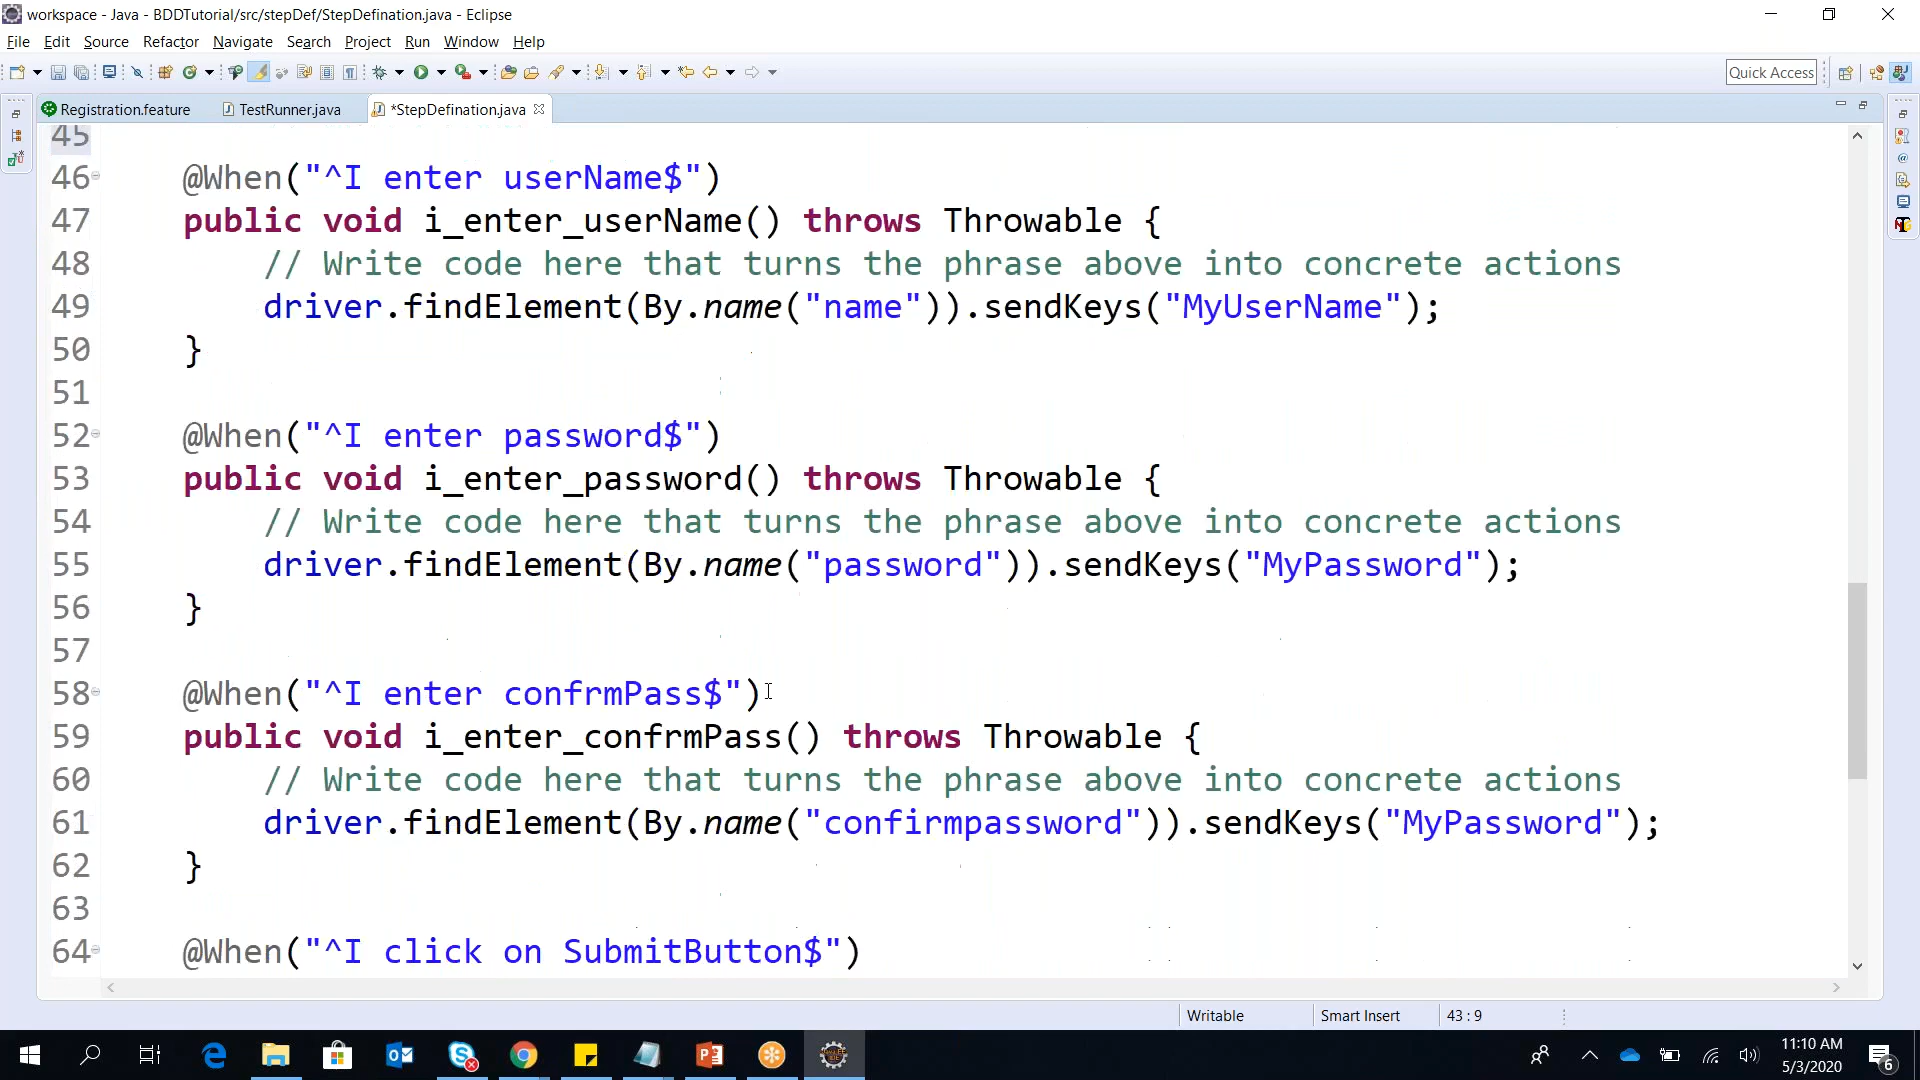 workspace - Java - BDDTutorial/src/stepDef/StepDefination.java - Eclipse
File Edit Source Refactor Navigate Search Project Run Window Help
Quick Access
Registration.feature TestRunner.java *StepDefination.java
45
46 @When("^I enter userName$")
47 public void i_enter_userName() throws Throwable {
48 // Write code here that turns the phrase above into concrete actions
49 driver.findElement(By.name("name")).sendKeys("MyUserName");
50 }
51
52 @When("^I enter password$")
53 public void i_enter_password() throws Throwable {
54 // Write code here that turns the phrase above into concrete actions
55 driver.findElement(By.name("password")).sendKeys("MyPassword");
56 }
57
58 @When("^I enter confrmPass$")
59 public void i_enter_confrmPass() throws Throwable {
60 // Write code here that turns the phrase above into concrete actions
61 driver.findElement(By.name("confirmpassword")).sendKeys("MyPassword");
62 }
63
64 @When("^I click on SubmitButton$")
Writable Smart Insert 43 : 9
11:10 AM
5/3/2020
6